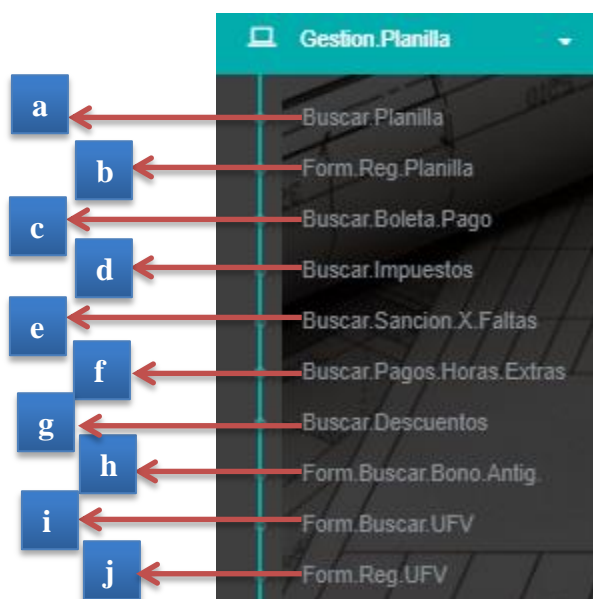 Gestion.Planilla
a
Buscar.Planilla
b
Form.Reg.Planilla
c
Buscar.Boleta.Pago
d
Buscar.Impuestos
e
Buscar.Sancion.X.Faltas
f
Buscar.Pagos.Horas.Extras
g
Buscar.Descuentos
h
Form.Buscar.Bono.Antig.
i
Form.Buscar.UFV
j
Form.Reg.UFV